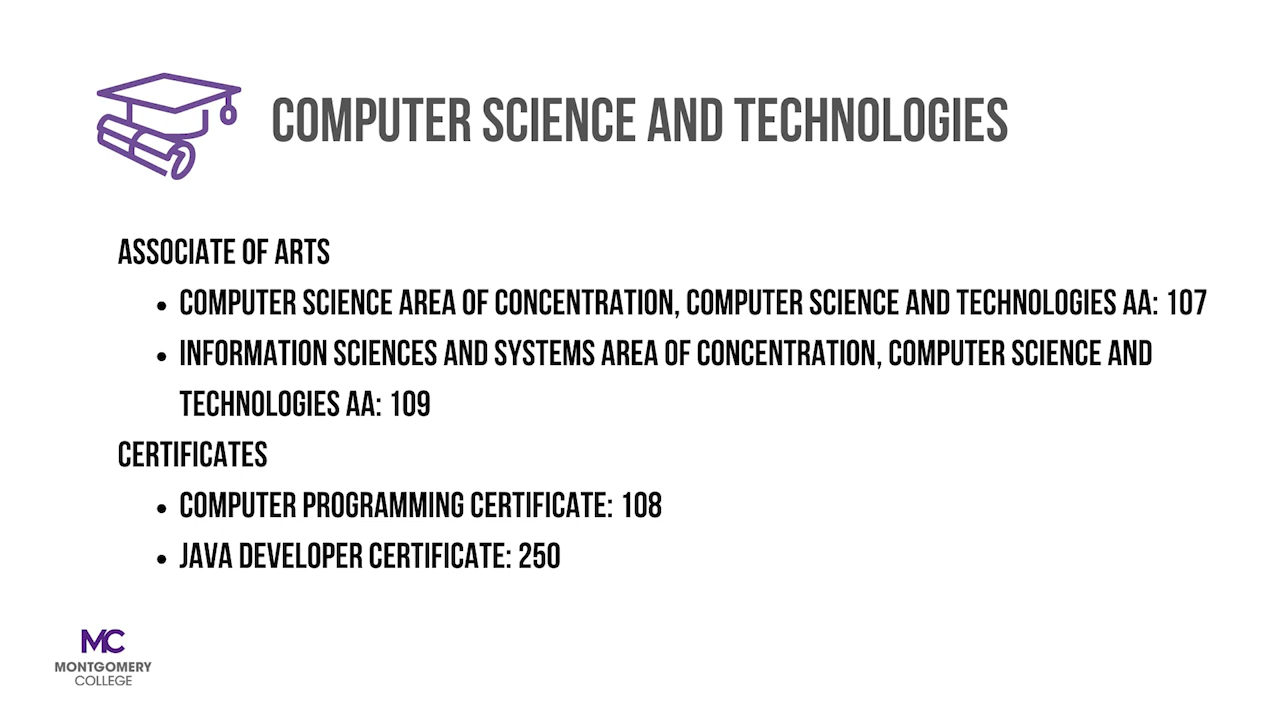 COMPUTER SCIENCE AND TECHNOLOGIES
ASSOCIATE OF ARTS
• COMPUTER SCIENCE AREA OF CONCENTRATION, COMPUTER SCIENCE AND TECHNOLOGIES AA: 107
• INFORMATION SCIENCES AND SYSTEMS AREA OF CONCENTRATION, COMPUTER SCIENCE AND
TECHNOLOGIES AA: 109
CERTIFICATES
• COMPUTER PROGRAMMING CERTIFICATE: 108
• JAVA DEVELOPER CERTIFICATE: 250
MC
MONTGOMERY
COLLEGE